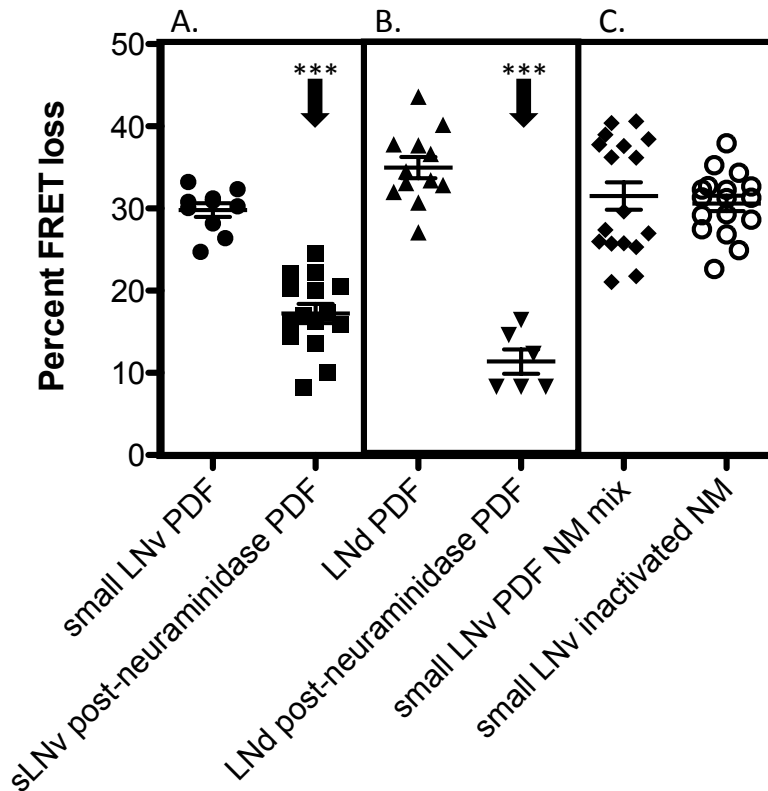 A. B. C.
*** ***
50
40
30
20
10
0
Percent FRET loss
small LNv PDF
sLNv post-neuraminidase PDF
LNd PDF
LNd post-neuraminidase PDF
small LNv PDF NM mix
small LNv inactivated NM